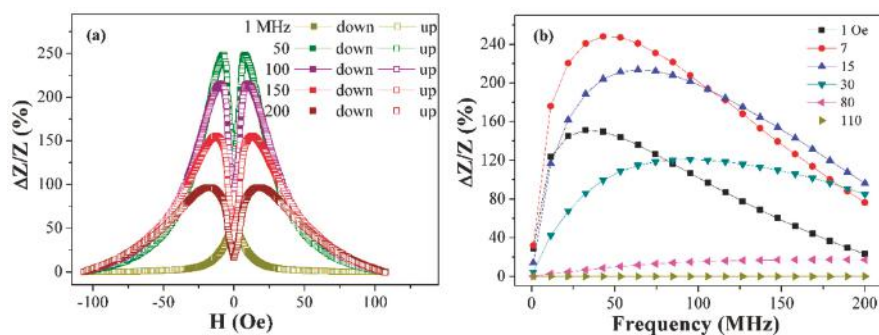 (a)
1 MHz down up
50 down up
100 down up
150 down up
200 down up
250
200
150
100
50
0
ΔZ/Z (%)
-100 -50 0 50 100
H (Oe)
(b)
1 Oe
7
15
30
80
110
240
200
160
120
80
40
0
ΔZ/Z (%)
0 50 100 150 200
Frequency (MHz)